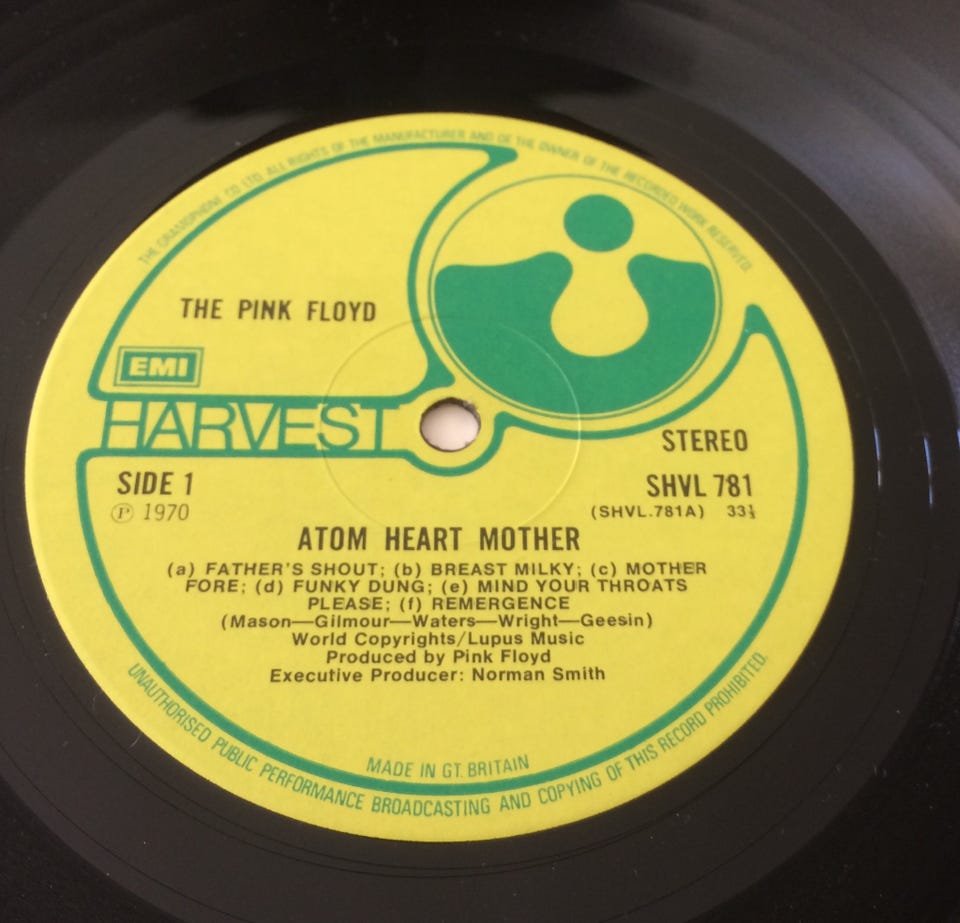 THE GRAMOPHONE CO LTD. ALL RIGHTS OF THE MANUFACTURER AND OF THE OWNER OF THE RECORDED WORK RESERVED.
THE PINK FLOYD
EMI
HARVEST
STEREO
SIDE 1
SHVL 781
℗ 1970
(SHVL.781A) 33⅓
ATOM HEART MOTHER
(a) FATHER'S SHOUT; (b) BREAST MILKY; (c) MOTHER
FORE; (d) FUNKY DUNG; (e) MIND YOUR THROATS
PLEASE; (f) REMERGENCE
(Mason—Gilmour—Waters—Wright—Geesin)
World Copyrights/Lupus Music
Produced by Pink Floyd
Executive Producer: Norman Smith
MADE IN GT. BRITAIN
UNAUTHORISED PUBLIC PERFORMANCE BROADCASTING AND COPYING OF THIS RECORD PROHIBITED.